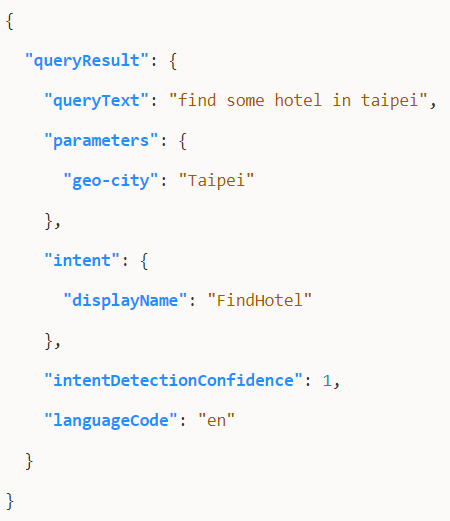 {
  "queryResult": {
    "queryText": "find some hotel in taipei",
    "parameters": {
      "geo-city": "Taipei"
    },
    "intent": {
      "displayName": "FindHotel"
    },
    "intentDetectionConfidence": 1,
    "languageCode": "en"
  }
}